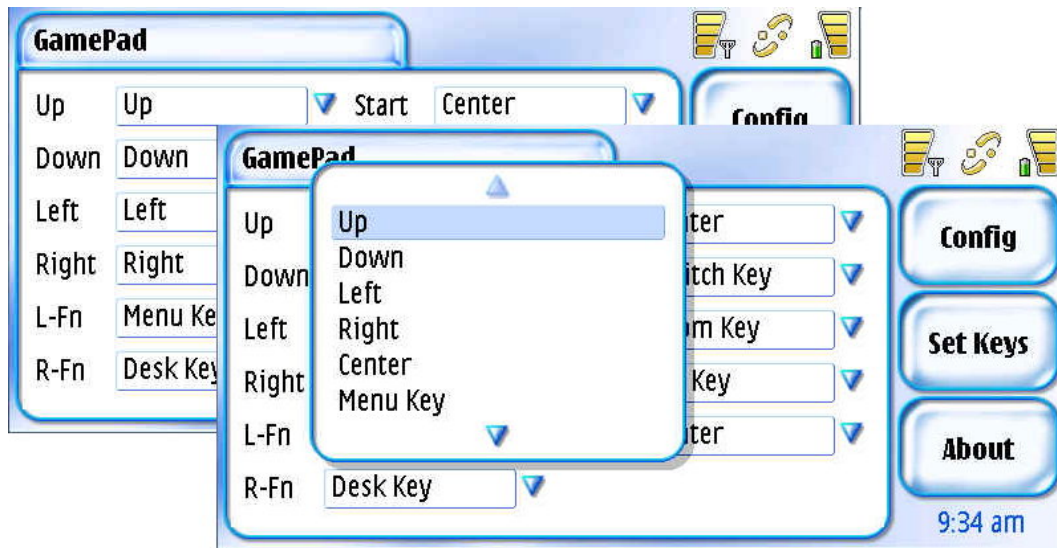 GamePad
Up Up Start Center
Config
Down Down
Left Left
Right Right
L-Fn Menu Ke
R-Fn Desk Key
GamePad
Up
Down
Left
Right
L-Fn
R-Fn Desk Key
Up
Down
Left
Right
Center
Menu Key
ter
itch Key
om Key
Key
ter
Config
Set Keys
About
9:34 am